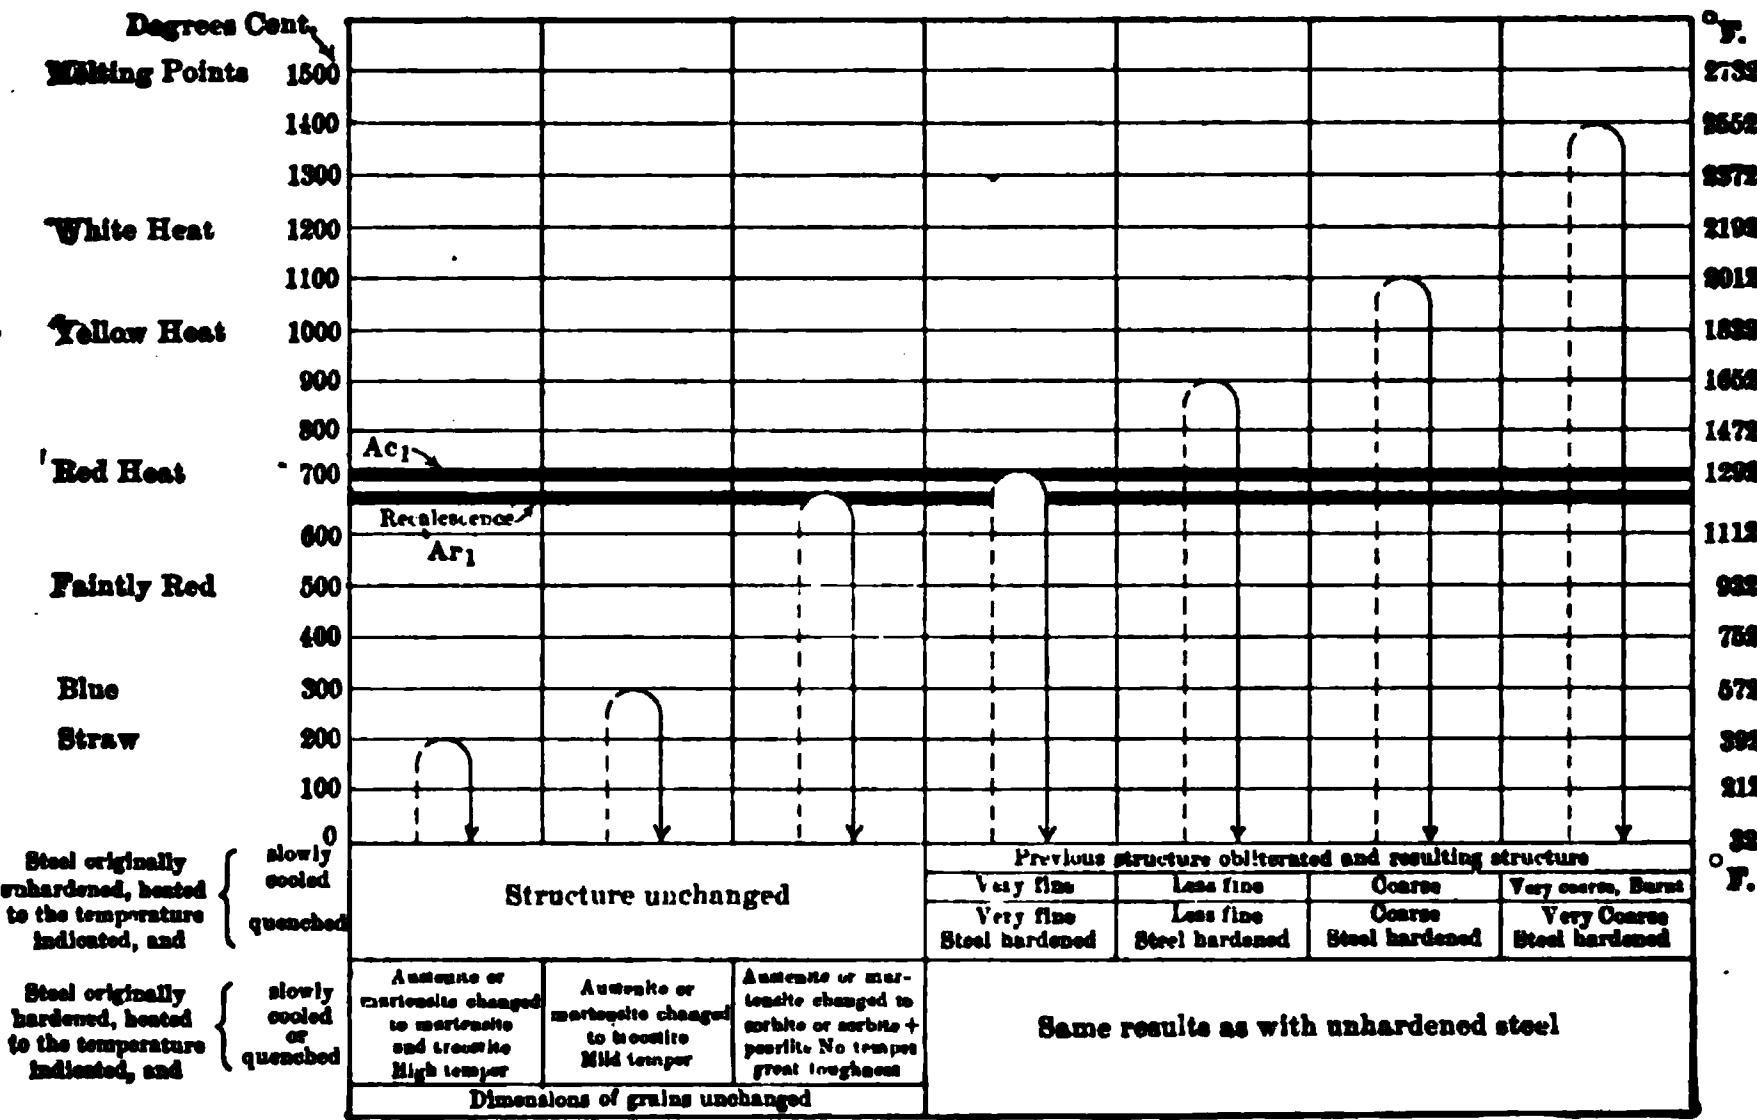 Degrees Cent.
° F.
Melting Points 1500 2732
1400 2552
1300 2372
White Heat 1200 2192
1100 2012
Yellow Heat 1000 1832
900 1652
800 1472
Ac1
Red Heat 700 1292
Recalescence
Ar1
600 1112
Faintly Red 500 932
400 752
Blue 300 572
Straw 200 392
100 212
0 32
° F.
Steel originally
unhardened, heated
to the temperature
indicated, and
slowly
cooled
quenched
Structure unchanged
Previous structure obliterated and resulting structure
Very fine
Less fine
Coarse
Very coarse, Burnt
Very fine
Steel hardened
Less fine
Steel hardened
Coarse
Steel hardened
Very Coarse
Steel hardened
Steel originally
hardened, heated
to the temperature
indicated, and
slowly
cooled
or
quenched
Austenite or
martensite changed
to martensite
and troostite
High temper
Austenite or
martensite changed
to troostite
Mild temper
Austenite or mar-
tensite changed to
sorbite or sorbite +
pearlite No temper
great toughness
Same results as with unhardened steel
Dimensions of grains unchanged